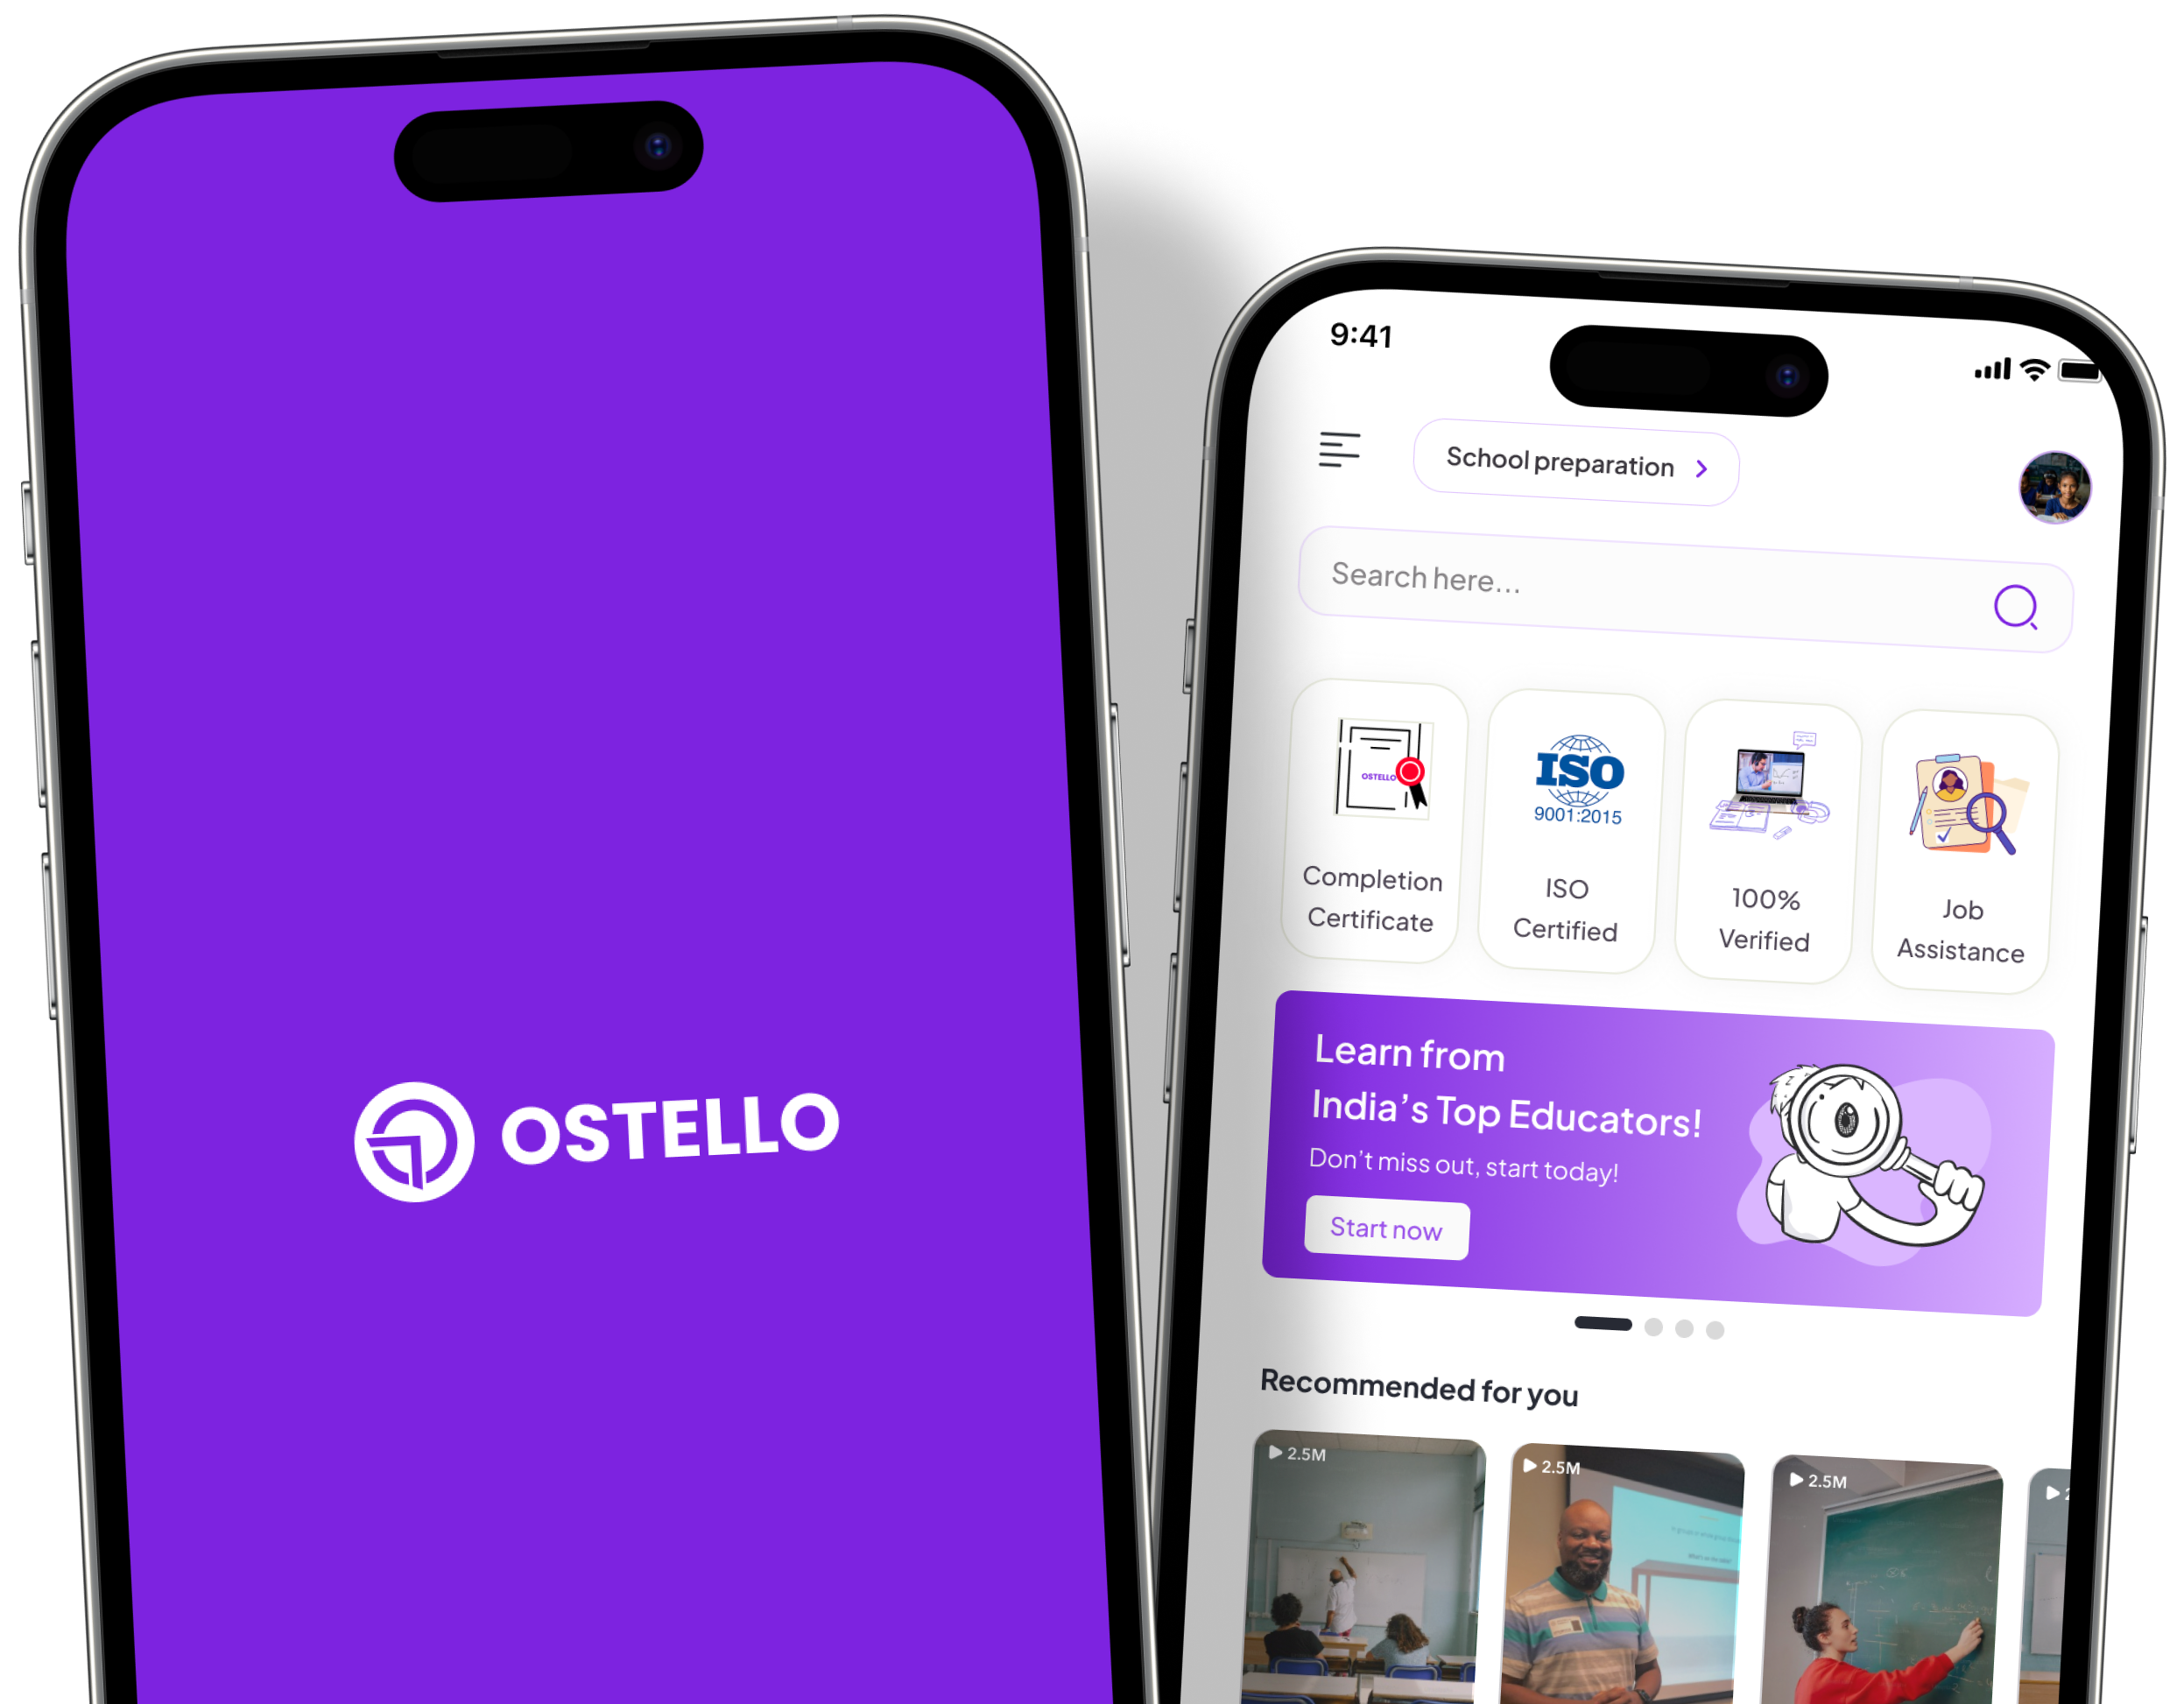 OSTELLO
9:41
School preparation
Search here...
OSTELLO
ISO
9001:2015
Completion
Certificate
ISO
Certified
100%
Verified
Job
Assistance
Learn from
India's Top Educators!
Don't miss out, start today!
Start now
Recommended for you
2.5M
2.5M
2.5M